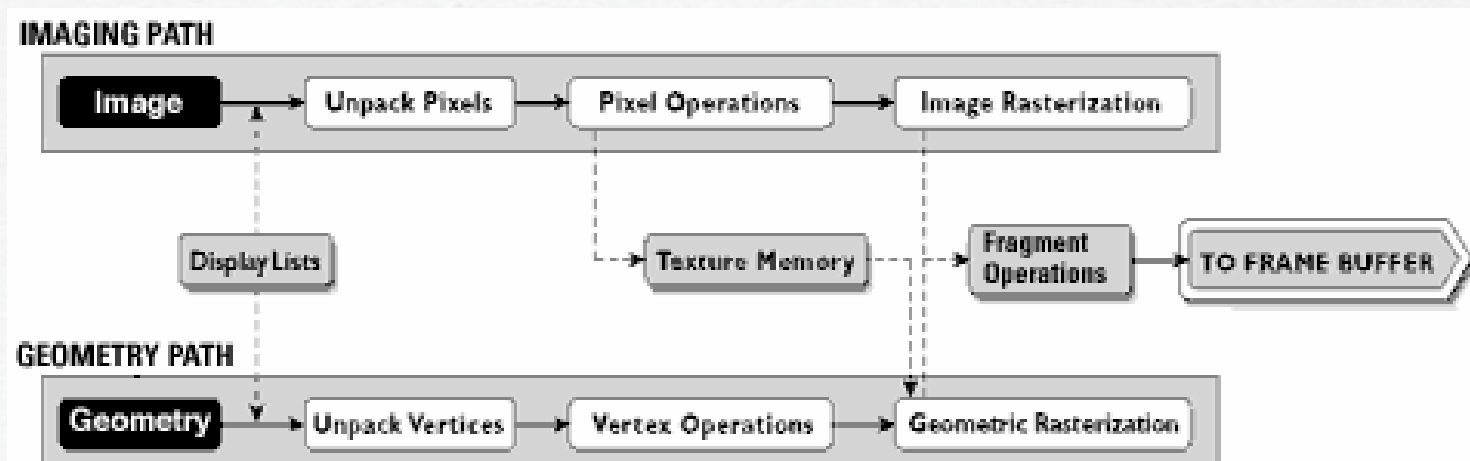 IMAGING PATH
Image
Unpack Pixels
Pixel Operations
Image Rasterization
Display Lists
Texture Memory
Fragment
Operations
TO FRAME BUFFER
GEOMETRY PATH
Geometry
Unpack Vertices
Vertex Operations
Geometric Rasterization